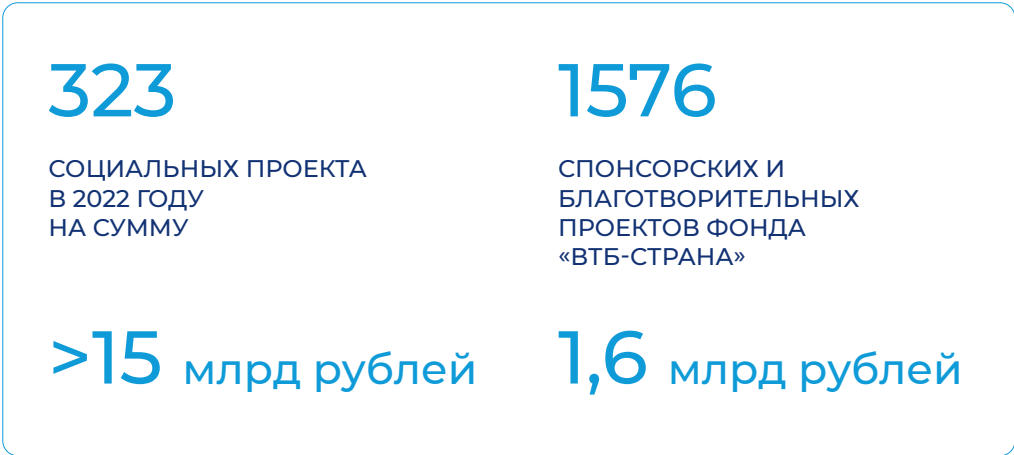 323
СОЦИАЛЬНЫХ ПРОЕКТА
В 2022 ГОДУ
НА СУММУ
>15 млрд рублей
1576
СПОНСОРСКИХ И
БЛАГОТВОРИТЕЛЬНЫХ
ПРОЕКТОВ ФОНДА
«ВТБ-СТРАНА»
1,6 млрд рублей